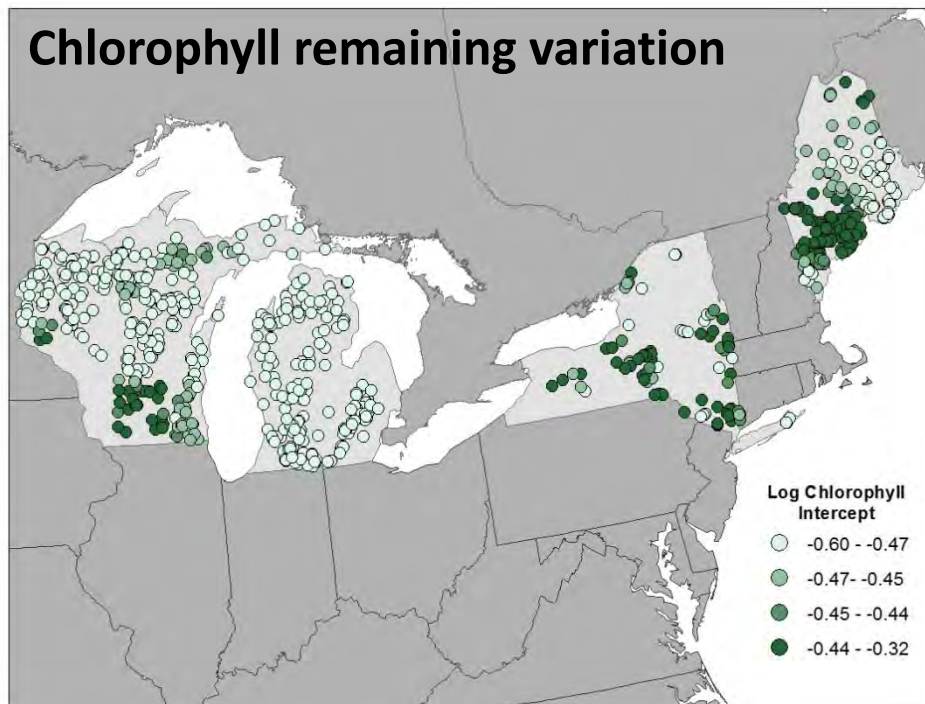 Chlorophyll remaining variation
Log Chlorophyll
Intercept
-0.60 - -0.47
-0.47- -0.45
-0.45 - -0.44
-0.44 - -0.32